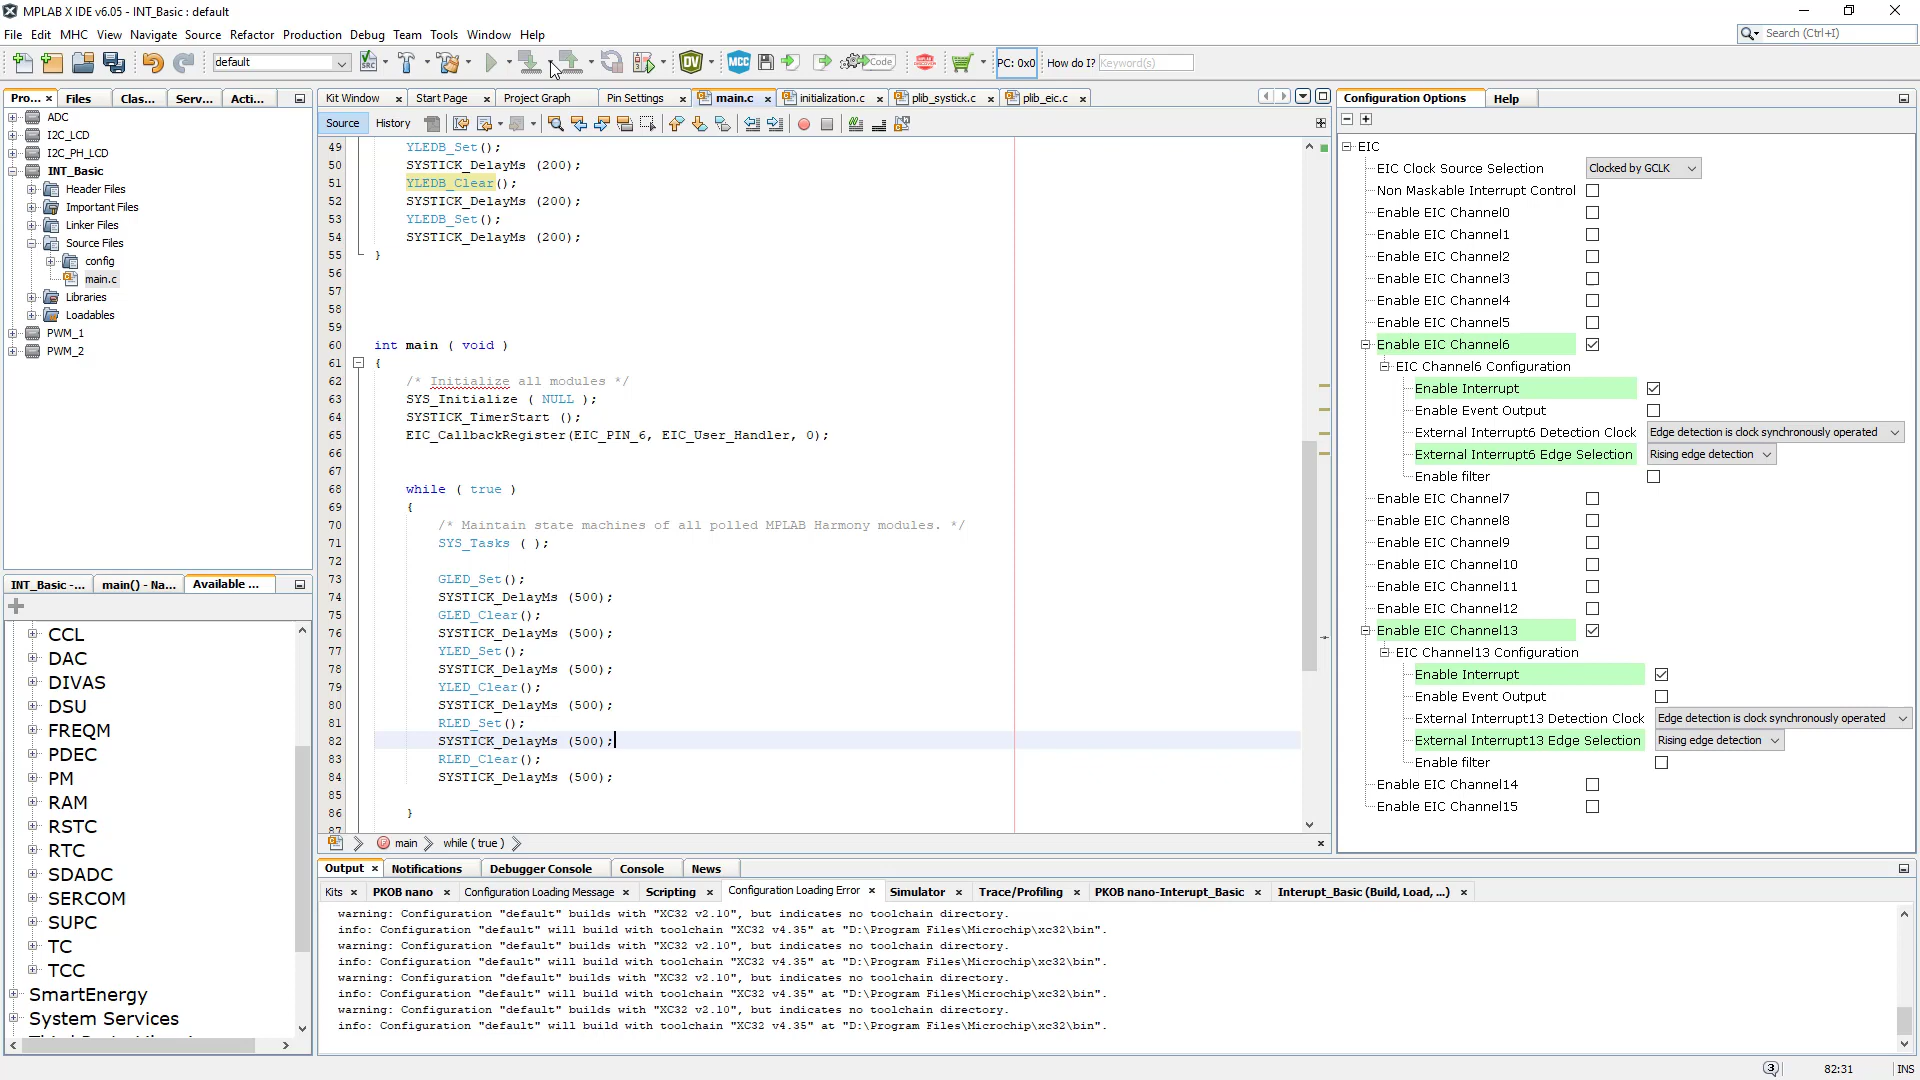 MPLAB X IDE v6.05 - INT_Basic : default
File Edit MHC View Navigate Source Refactor Production Debug Team Tools Window Help
Search (Ctrl+I)
default
SRC
DV
MCC
Code
PC: 0x0
How do I? Keyword(s)
Pro... Files Clas... Serv... Acti...
ADC
I2C_LCD
I2C_PH_LCD
INT_Basic
Header Files
Important Files
Linker Files
Source Files
config
main.c
Libraries
Loadables
PWM_1
PWM_2
INT_Basic -... main() - Na... Available ...
CCL
DAC
DIVAS
DSU
FREQM
PDEC
PM
RAM
RSTC
RTC
SDADC
SERCOM
SUPC
TC
TCC
SmartEnergy
System Services
Kit Window Start Page Project Graph Pin Settings main.c initialization.c plib_systick.c plib_eic.c
Source History
49 YLEDB_Set();
50 SYSTICK_DelayMs (200);
51 YLEDB_Clear();
52 SYSTICK_DelayMs (200);
53 YLEDB_Set();
54 SYSTICK_DelayMs (200);
55 }
56
57
58
59
60 int main ( void )
61 {
62 /* Initialize all modules */
63 SYS_Initialize ( NULL );
64 SYSTICK_TimerStart ();
65 EIC_CallbackRegister(EIC_PIN_6, EIC_User_Handler, 0);
66
67
68 while ( true )
69 {
70 /* Maintain state machines of all polled MPLAB Harmony modules. */
71 SYS_Tasks ( );
72
73 GLED_Set();
74 SYSTICK_DelayMs (500);
75 GLED_Clear();
76 SYSTICK_DelayMs (500);
77 YLED_Set();
78 SYSTICK_DelayMs (500);
79 YLED_Clear();
80 SYSTICK_DelayMs (500);
81 RLED_Set();
82 SYSTICK_DelayMs (500);
83 RLED_Clear();
84 SYSTICK_DelayMs (500);
85
86 }
87
main while ( true )
Configuration Options Help
EIC
EIC Clock Source Selection Clocked by GCLK
Non Maskable Interrupt Control
Enable EIC Channel0
Enable EIC Channel1
Enable EIC Channel2
Enable EIC Channel3
Enable EIC Channel4
Enable EIC Channel5
Enable EIC Channel6
EIC Channel6 Configuration
Enable Interrupt
Enable Event Output
External Interrupt6 Detection Clock Edge detection is clock synchronously operated
External Interrupt6 Edge Selection Rising edge detection
Enable filter
Enable EIC Channel7
Enable EIC Channel8
Enable EIC Channel9
Enable EIC Channel10
Enable EIC Channel11
Enable EIC Channel12
Enable EIC Channel13
EIC Channel13 Configuration
Enable Interrupt
Enable Event Output
External Interrupt13 Detection Clock Edge detection is clock synchronously operated
External Interrupt13 Edge Selection Rising edge detection
Enable filter
Enable EIC Channel14
Enable EIC Channel15
Output Notifications Debugger Console Console News
Kits PKOB nano Configuration Loading Message Scripting Configuration Loading Error Simulator Trace/Profiling PKOB nano-Interupt_Basic Interupt_Basic (Build, Load, ...)
warning: Configuration "default" builds with "XC32 v2.10", but indicates no toolchain directory.
info: Configuration "default" will build with toolchain "XC32 v4.35" at "D:\Program Files\Microchip\xc32\bin".
warning: Configuration "default" builds with "XC32 v2.10", but indicates no toolchain directory.
info: Configuration "default" will build with toolchain "XC32 v4.35" at "D:\Program Files\Microchip\xc32\bin".
warning: Configuration "default" builds with "XC32 v2.10", but indicates no toolchain directory.
info: Configuration "default" will build with toolchain "XC32 v4.35" at "D:\Program Files\Microchip\xc32\bin".
warning: Configuration "default" builds with "XC32 v2.10", but indicates no toolchain directory.
info: Configuration "default" will build with toolchain "XC32 v4.35" at "D:\Program Files\Microchip\xc32\bin".
3 82:31 INS